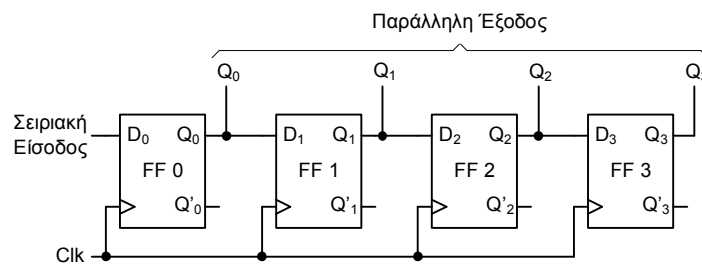 Παράλληλη Έξοδος
Q0 Q1 Q2
Σειριακή
Είσοδος
D0 Q0 D1 Q1 D2 Q2 D3 Q3
FF 0 FF 1 FF 2 FF 3
Q’0 Q’1 Q’2 Q’3
Clk